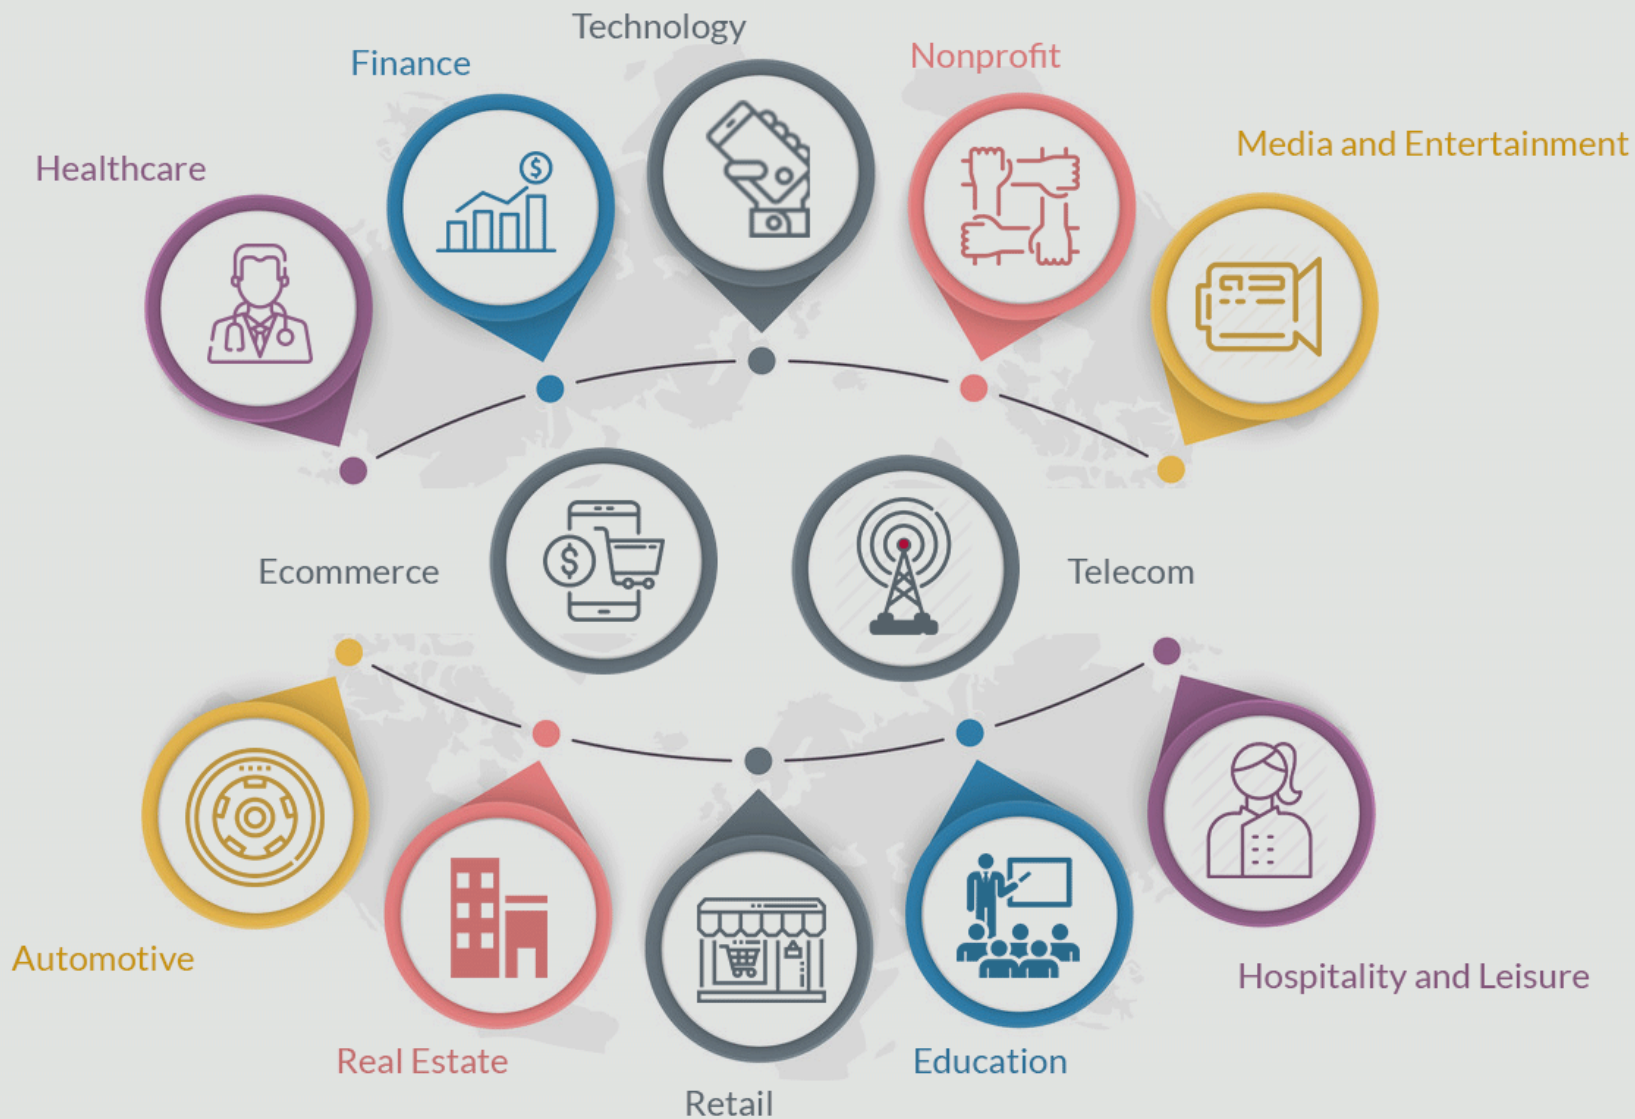 Technology
Finance
Nonprofit
Healthcare
Media and Entertainment
$
Ecommerce
$
Telecom
Automotive
Real Estate
Retail
Education
Hospitality and Leisure